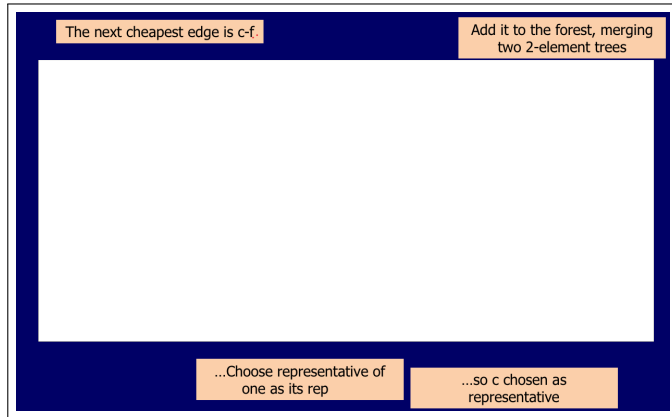 The next cheapest edge is c-f.
Add it to the forest, merging
two 2-element trees
...Choose representative of
one as its rep
...so c chosen as
representative